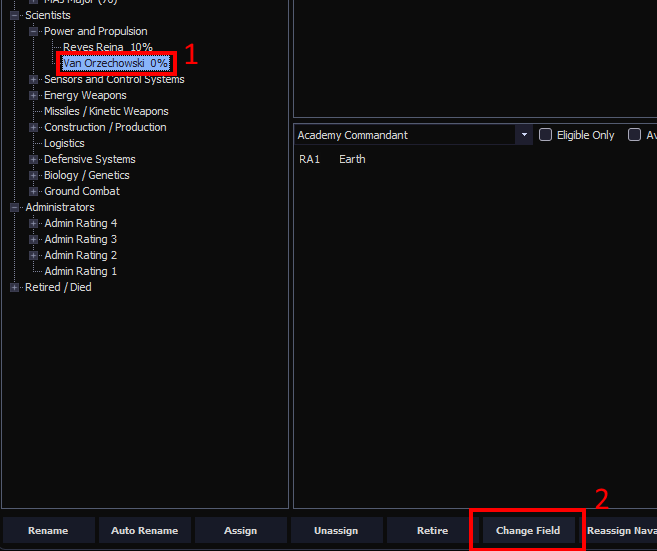 MAS Major (70)
Scientists
Power and Propulsion
Reyes Reina 10%
1
Van Orzechowski 0%
Sensors and Control Systems
Energy Weapons
Missiles / Kinetic Weapons
Construction / Production
Logistics
Defensive Systems
Biology / Genetics
Ground Combat
Administrators
Admin Rating 4
Admin Rating 3
Admin Rating 2
Admin Rating 1
Retired / Died
Academy Commandant
Eligible Only
Av
RA1 Earth
2
Rename Auto Rename Assign Unassign Retire Change Field Reassign Nava